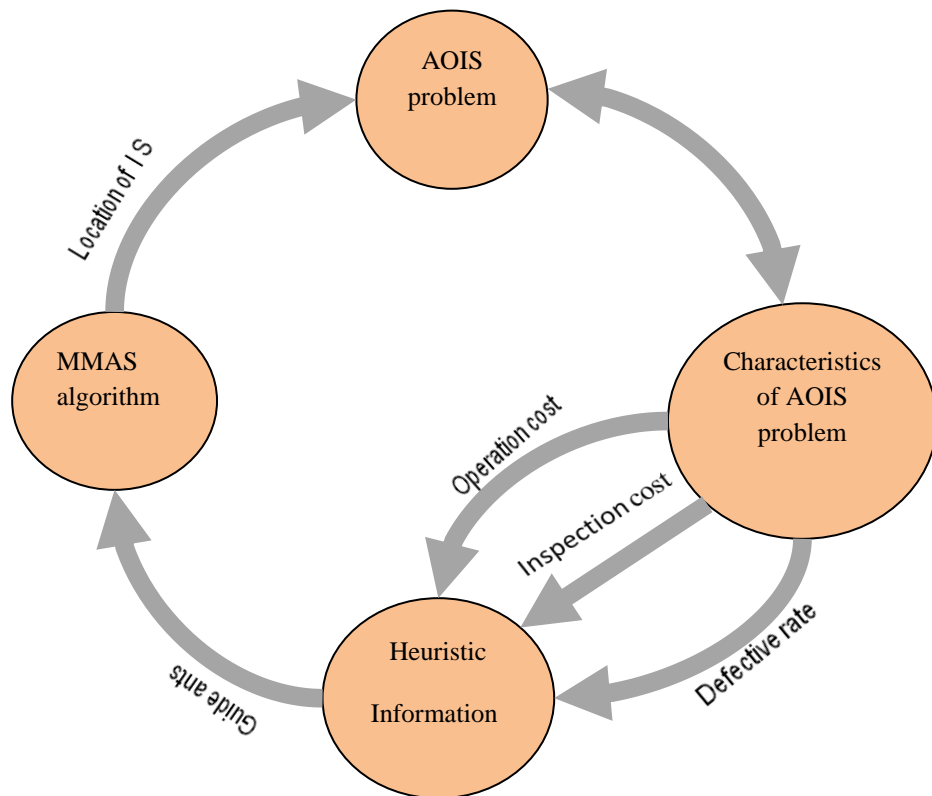 AOIS
problem
Location of I S
MMAS
algorithm
Characteristics
of AOIS
problem
Operation cost
Inspection cost
Defective rate
Heuristic
Information
Guide ants